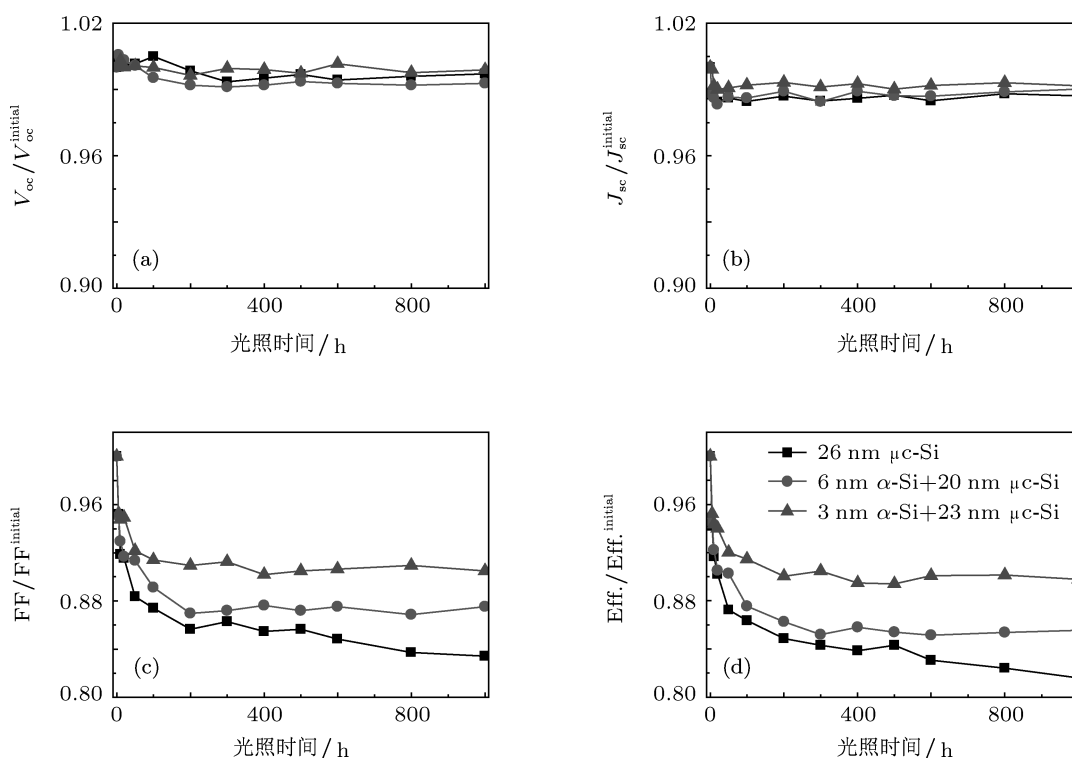 1.02
0.96
0.90
V_oc/V_oc^initial
(a)
0 400 800
光照时间/h
1.02
0.96
0.90
J_sc/J_sc^initial
(b)
0 400 800
光照时间/h
0.96
0.88
0.80
FF/FF^initial
(c)
0 400 800
光照时间/h
0.96
0.88
0.80
Eff./Eff.^initial
26 nm μc-Si
6 nm α-Si+20 nm μc-Si
3 nm α-Si+23 nm μc-Si
(d)
0 400 800
光照时间/h